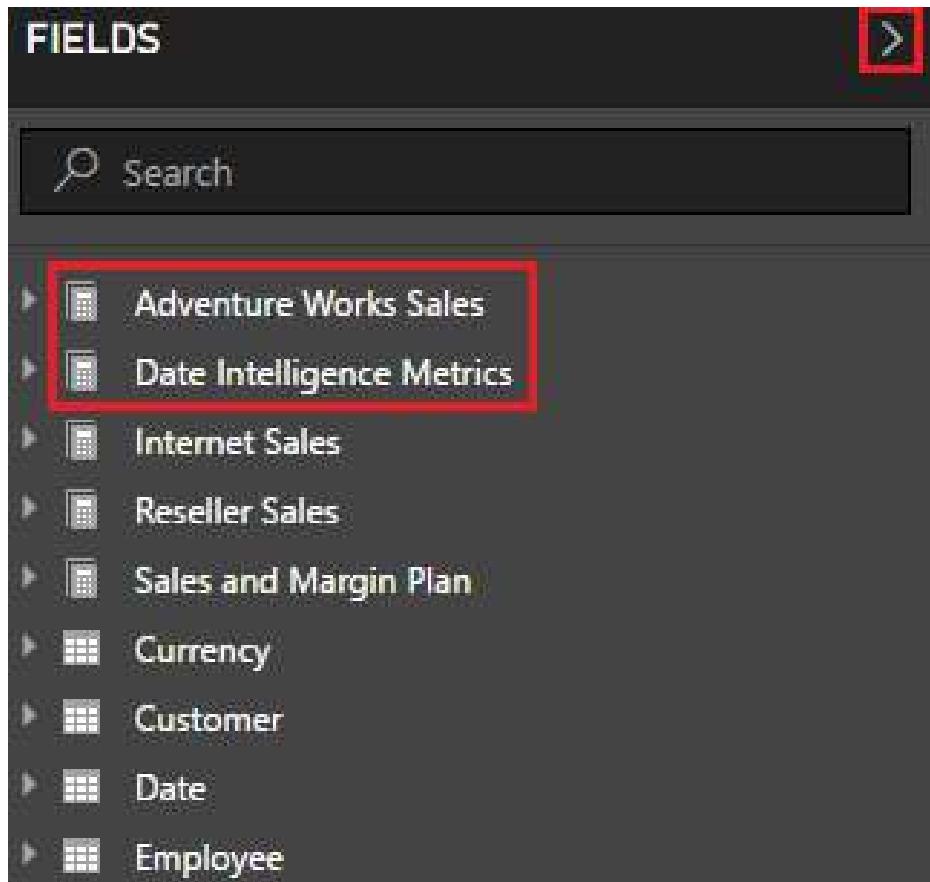 FIELDS
Search
Adventure Works Sales
Date Intelligence Metrics
Internet Sales
Reseller Sales
Sales and Margin Plan
Currency
Customer
Date
Employee